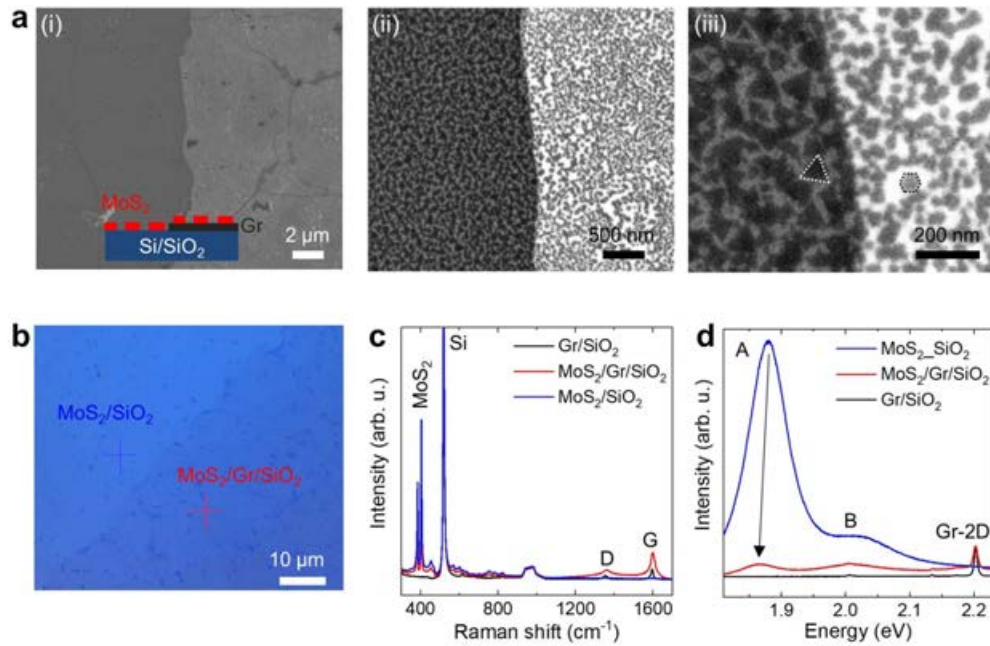 a
(i)
(ii)
(iii)
MoS₂
Gr
Si/SiO₂
2 μm
500 nm
200 nm
b
MoS₂/SiO₂
MoS₂/Gr/SiO₂
10 μm
c
Intensity (arb. u.)
MoS₂
Si
Gr/SiO₂
MoS₂/Gr/SiO₂
MoS₂/SiO₂
D
G
400 800 1200 1600
Raman shift (cm⁻¹)
d
Intensity (arb. u.)
A
MoS₂_SiO₂
MoS₂/Gr/SiO₂
Gr/SiO₂
B
Gr-2D
1.9 2.0 2.1 2.2
Energy (eV)